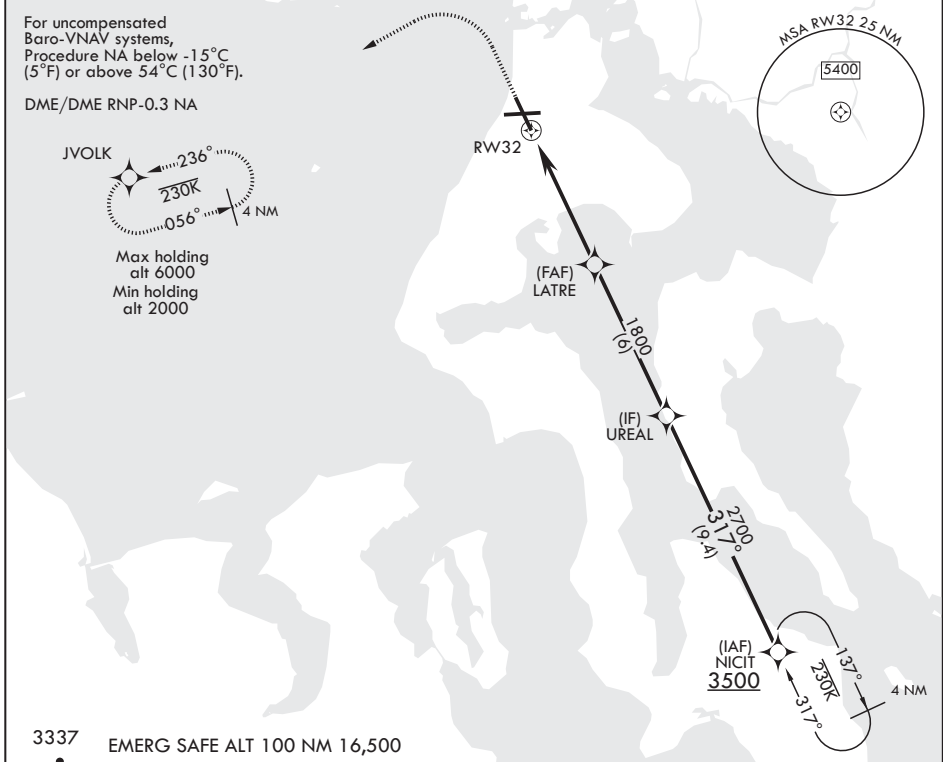 For uncompensated
Baro-VNAV systems,
Procedure NA below -15°C
(5°F) or above 54°C (130°F).
DME/DME RNP-0.3 NA
MSA RW32 25 NM
5400
RW32
JVOLK
236°
230K
056°
4 NM
Max holding
alt 6000
Min holding
alt 2000
(FAF)
LATRE
1800
(6)
(IF)
UREAL
2700
317°
(9.4)
(IAF)
NICIT
3500
137°
230K
317°
4 NM
3337
EMERG SAFE ALT 100 NM 16,500